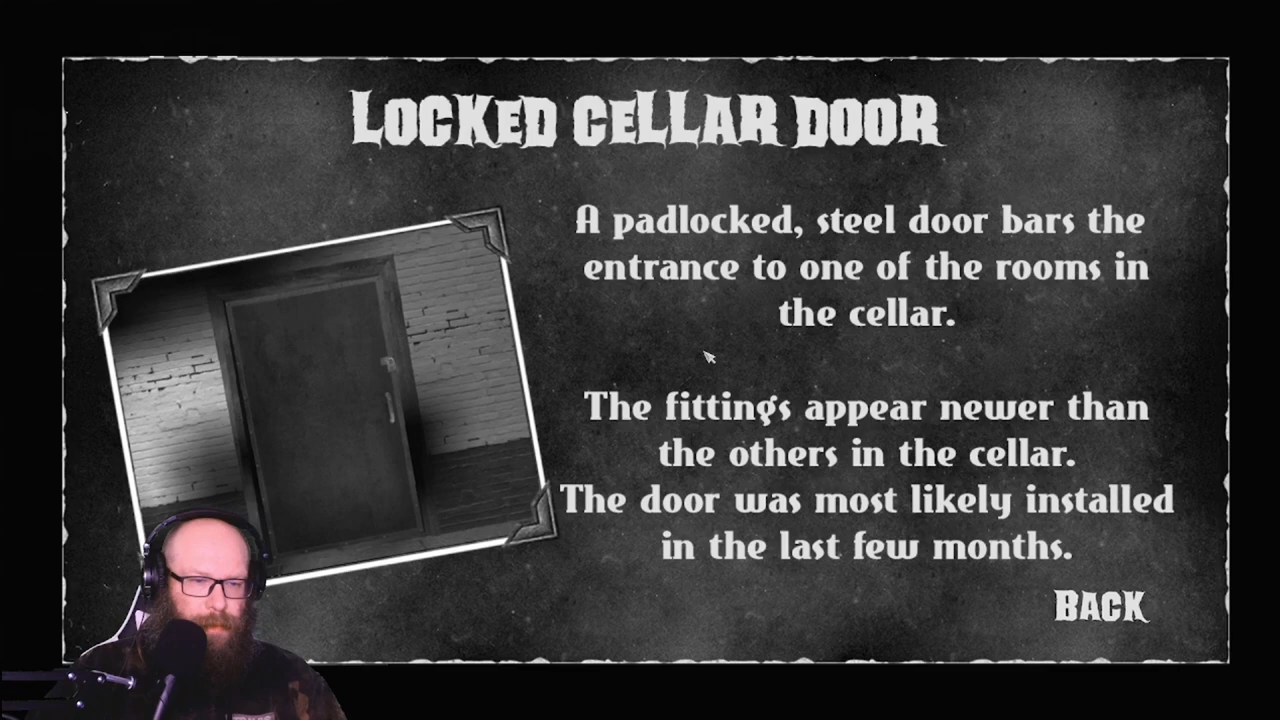 LOCKED CELLAR DOOR
A padlocked, steel door bars the
entrance to one of the rooms in
the cellar.
The fittings appear newer than
the others in the cellar.
The door was most likely installed
in the last few months.
BACK